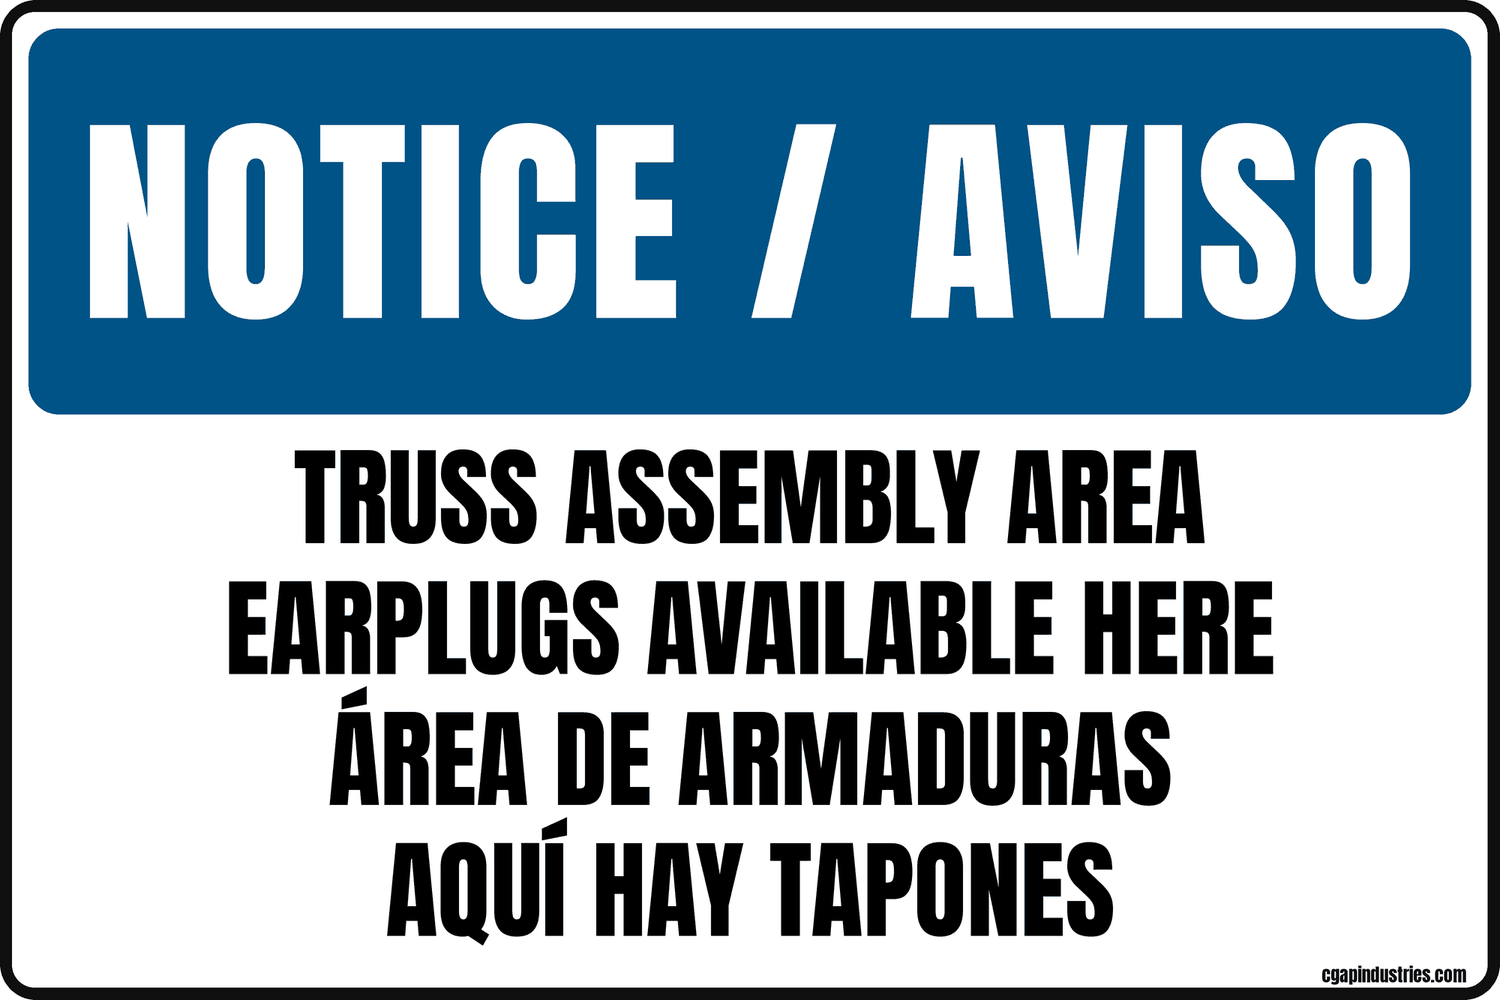 NOTICE / AVISO
TRUSS ASSEMBLY AREA
EARPLUGS AVAILABLE HERE
ÁREA DE ARMADURAS
AQUÍ HAY TAPONES
cgapindustries.com